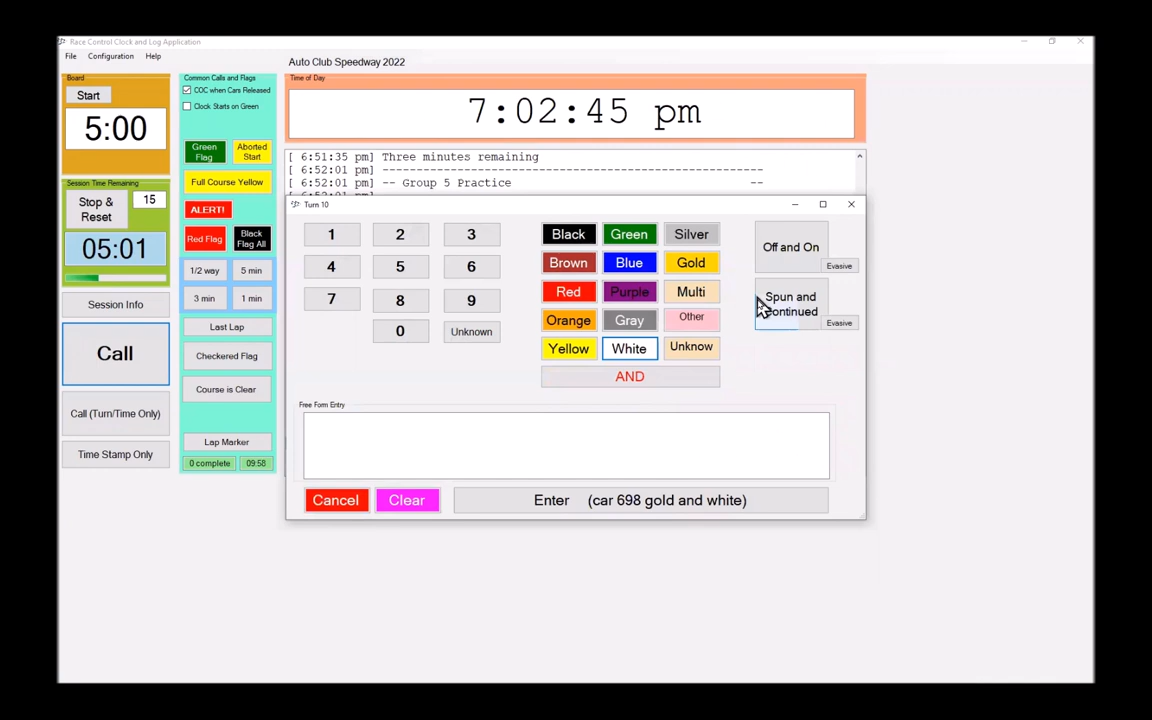 Race Control Clock and Log Application
File Configuration Help
Auto Club Speedway 2022
Board
Start
5:00
Session Time Remaining
Stop & Reset
15
05:01
Session Info
Call
Call (Turn/Time Only)
Time Stamp Only
Common Calls and Flags
COC when Cars Released
Clock Starts on Green
Green Flag
Aborted Start
Full Course Yellow
ALERT!
Red Flag
Black Flag All
1/2 way
5 min
3 min
1 min
Last Lap
Checkered Flag
Course is Clear
Lap Marker
0 complete
09:58
Time of Day
7:02:45 pm
[ 6:51:35 pm] Three minutes remaining
[ 6:52:01 pm] -------------------------------------------------------
[ 6:52:01 pm] -- Group 5 Practice --
Turn 10
1 2 3
4 5 6
7 8 9
0 Unknown
Black Green Silver
Brown Blue Gold
Red Purple Multi
Orange Gray Other
Yellow White Unknow
AND
Off and On
Evasive
Spun and
Continued
Evasive
Free Form Entry
Cancel Clear Enter (car 698 gold and white)